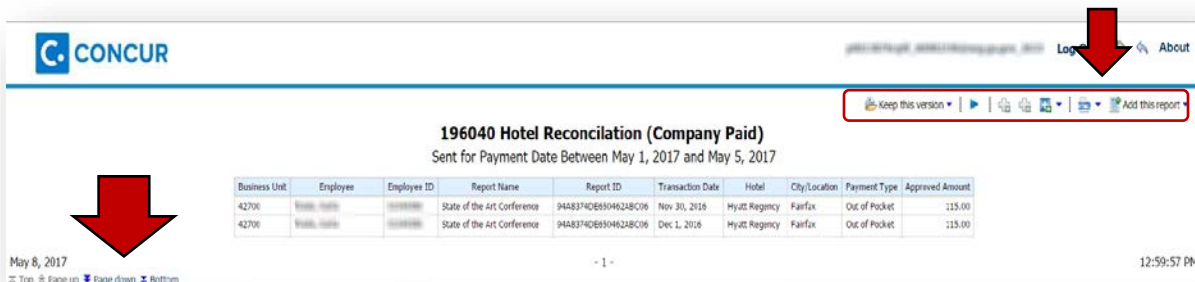 C. CONCUR
About
Keep this version
Add this report
196040 Hotel Reconcilation (Company Paid)
Sent for Payment Date Between May 1, 2017 and May 5, 2017
Business Unit Employee Employee ID Report Name Report ID Transaction Date Hotel City/Location Payment Type Approved Amount
42700 State of the Art Conference 94A8374DE650462ABC06 Nov 30, 2016 Hyatt Regency Fairfax Out of Pocket 115.00
42700 State of the Art Conference 94A8374DE650462ABC06 Dec 1, 2016 Hyatt Regency Fairfax Out of Pocket 115.00
May 8, 2017 - 1 - 12:59:57 PM
Top Page up Page down Bottom